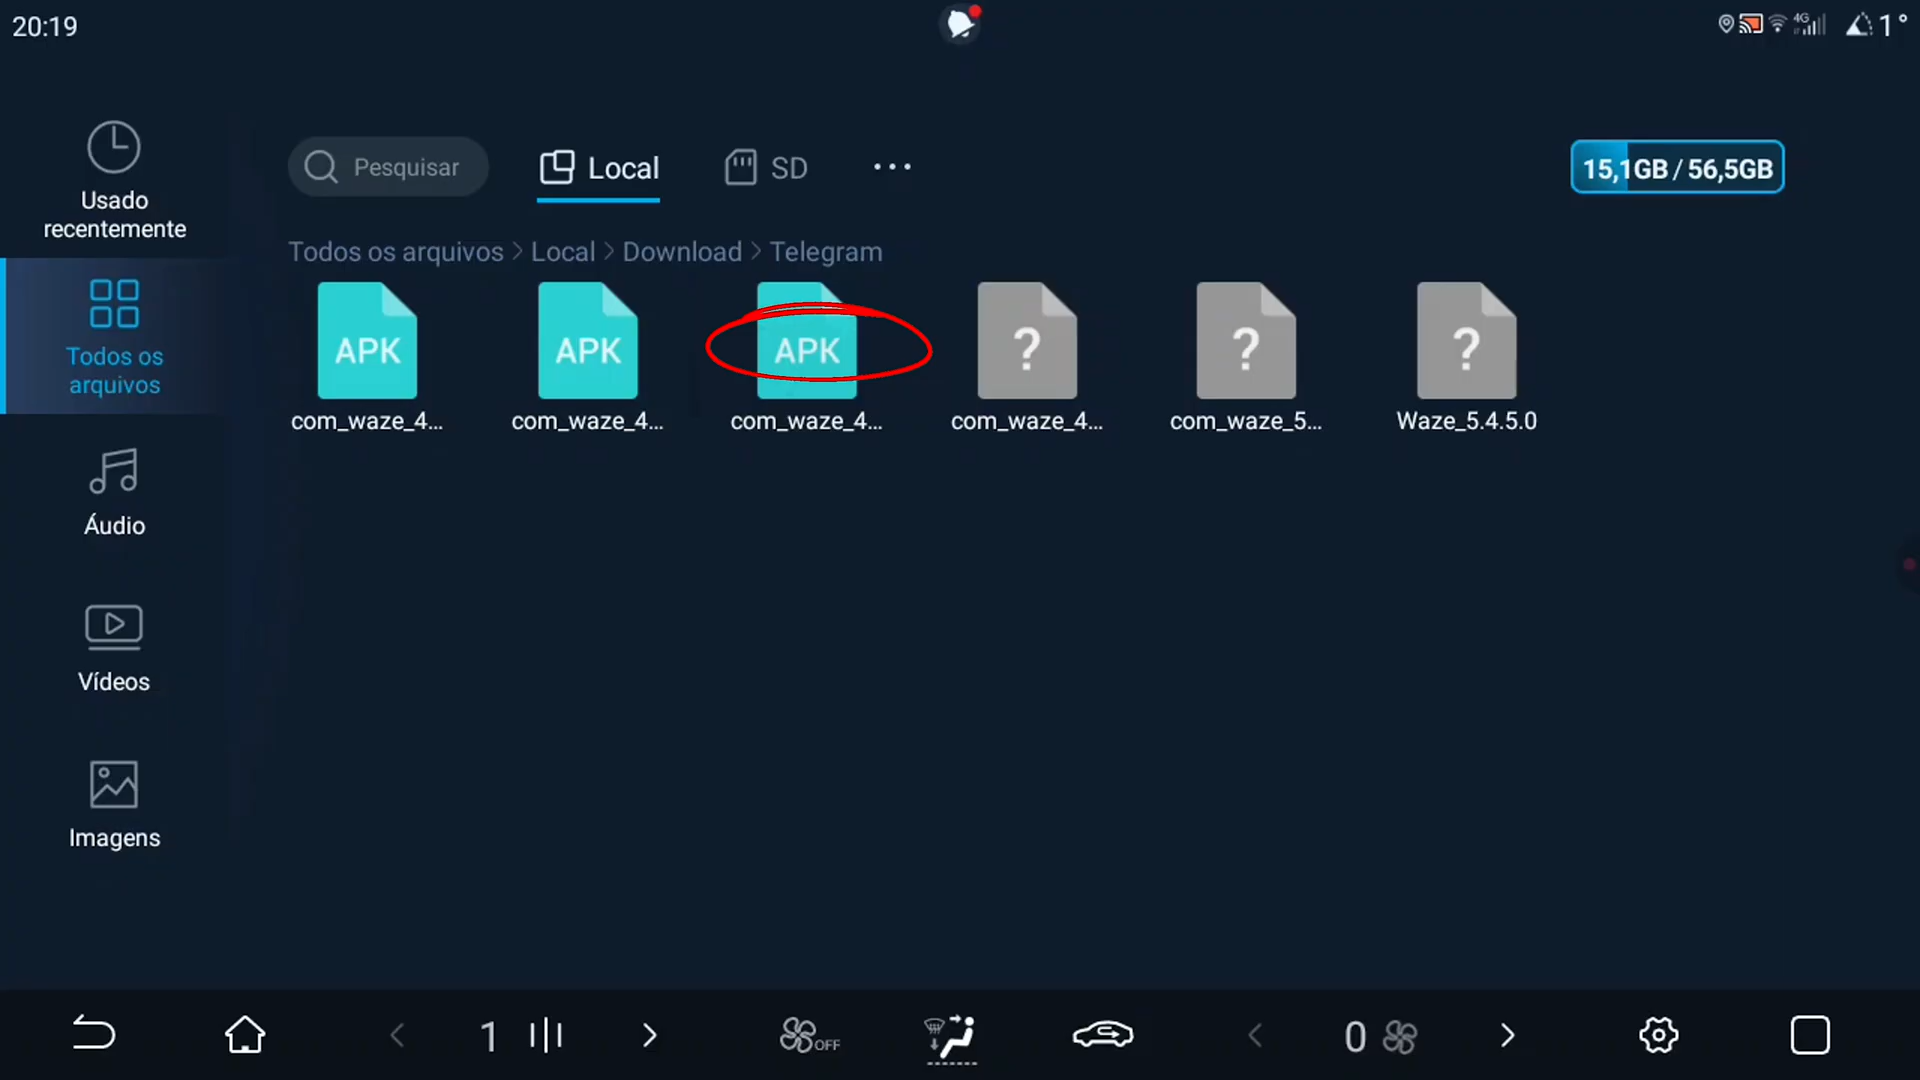 20:19
4G
1°
Usado
recentemente
Pesquisar
Local
SD
15,1GB / 56,5GB
Todos os arquivos > Local > Download > Telegram
Todos os
arquivos
APK
APK
APK
?
?
?
com_waze_4...
com_waze_4...
com_waze_4...
com_waze_4...
com_waze_5...
Waze_5.4.5.0
Áudio
Vídeos
Imagens
1
OFF
0